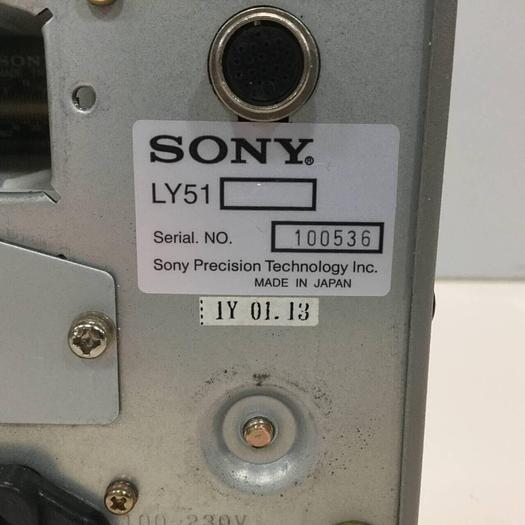 SONY®
LY51
Serial. NO. 100536
Sony Precision Technology Inc.
MADE IN JAPAN
1Y 01.13
100-230V